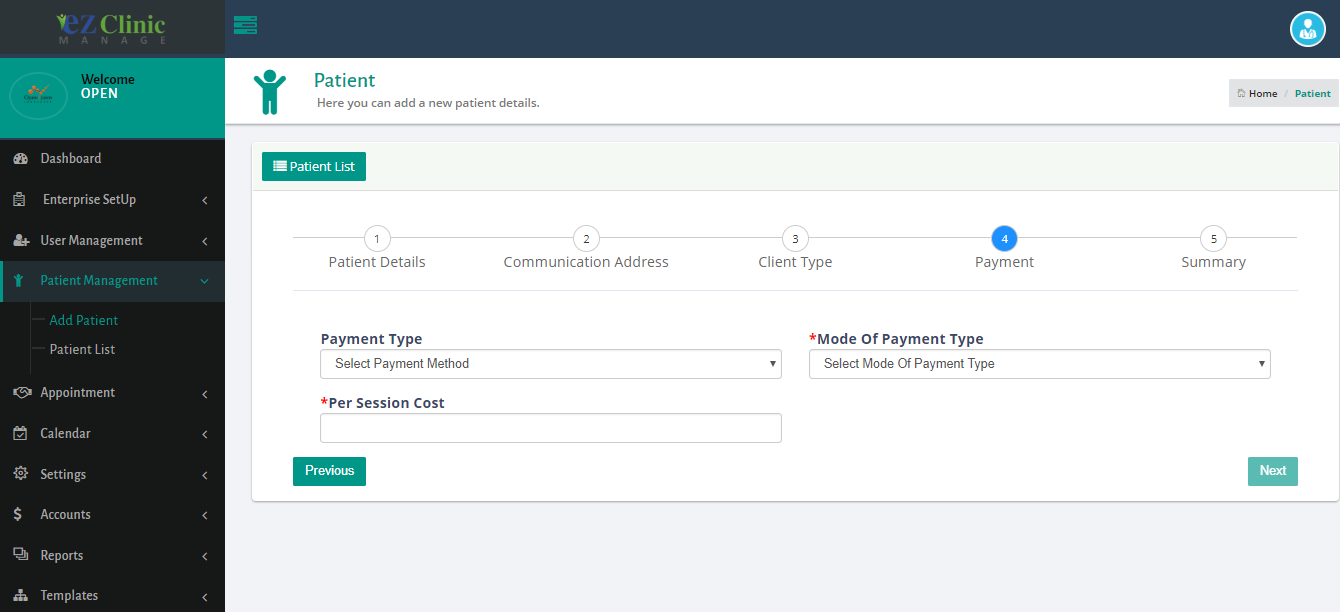 ezClinic
MANAGE
Welcome
OPEN
Patient
Here you can add a new patient details.
Home / Patient
Dashboard
Enterprise SetUp
User Management
Patient Management
Add Patient
Patient List
Appointment
Calendar
Settings
Accounts
Reports
Templates
Patient List
1
2
3
4
5
Patient Details
Communication Address
Client Type
Payment
Summary
Payment Type
*Mode Of Payment Type
Select Payment Method
Select Mode Of Payment Type
*Per Session Cost
Previous
Next